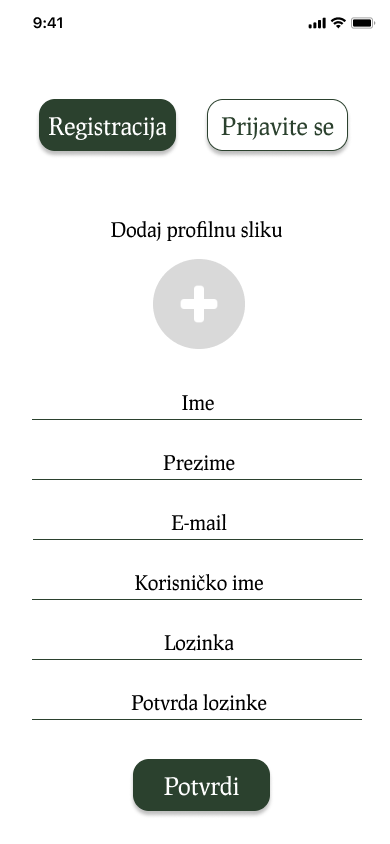 9:41
Registracija
Prijavite se
Dodaj profilnu sliku
Ime
Prezime
E-mail
Korisničko ime
Lozinka
Potvrda lozinke
Potvrdi